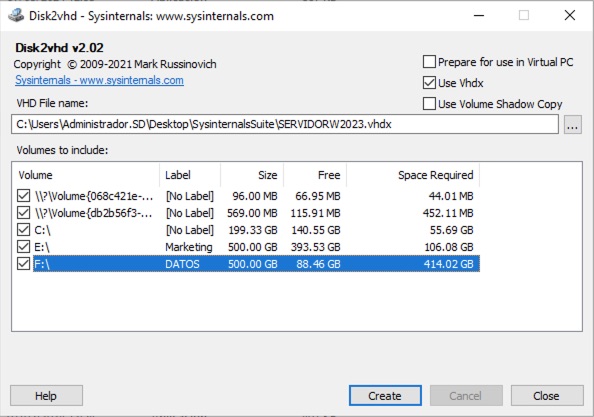 Disk2vhd - Sysinternals: www.sysinternals.com
Disk2vhd v2.02
Copyright © 2009-2021 Mark Russinovich
Sysinternals - www.sysinternals.com
Prepare for use in Virtual PC
Use Vhdx
Use Volume Shadow Copy
VHD File name:
C:\Users\Administrador.SD\Desktop\SysinternalsSuite\SERVIDORW2023.vhdx
...
Volumes to include:
Volume Label Size Free Space Required
\\?\Volume{068c421e-... [No Label] 96.00 MB 66.95 MB 44.01 MB
\\?\Volume{db2b56f3-... [No Label] 569.00 MB 115.91 MB 452.11 MB
C:\ [No Label] 199.33 GB 140.55 GB 55.69 GB
E:\ Marketing 500.00 GB 393.53 GB 106.08 GB
F:\ DATOS 500.00 GB 88.46 GB 414.02 GB
Help Create Cancel Close